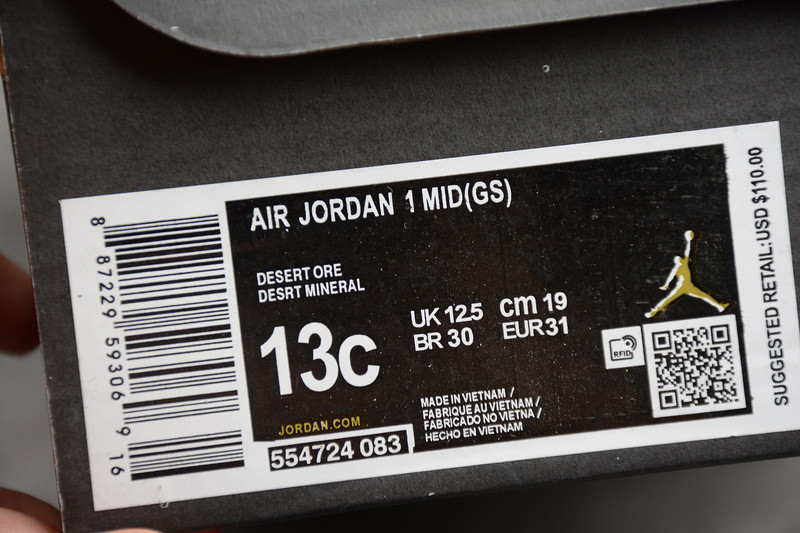 AIR JORDAN 1 MID(GS)
DESERT ORE
DESRT MINERAL
13C
UK 12.5 cm 19
BR 30 EUR 31
RFID
JORDAN.COM
554724 083
MADE IN VIETNAM /
FABRIQUE AU VIETNAM /
FABRICADO NO VIETNA /
HECHO EN VIETNAM
SUGGESTED RETAIL: USD $110.00
8 87229 59306 9 16